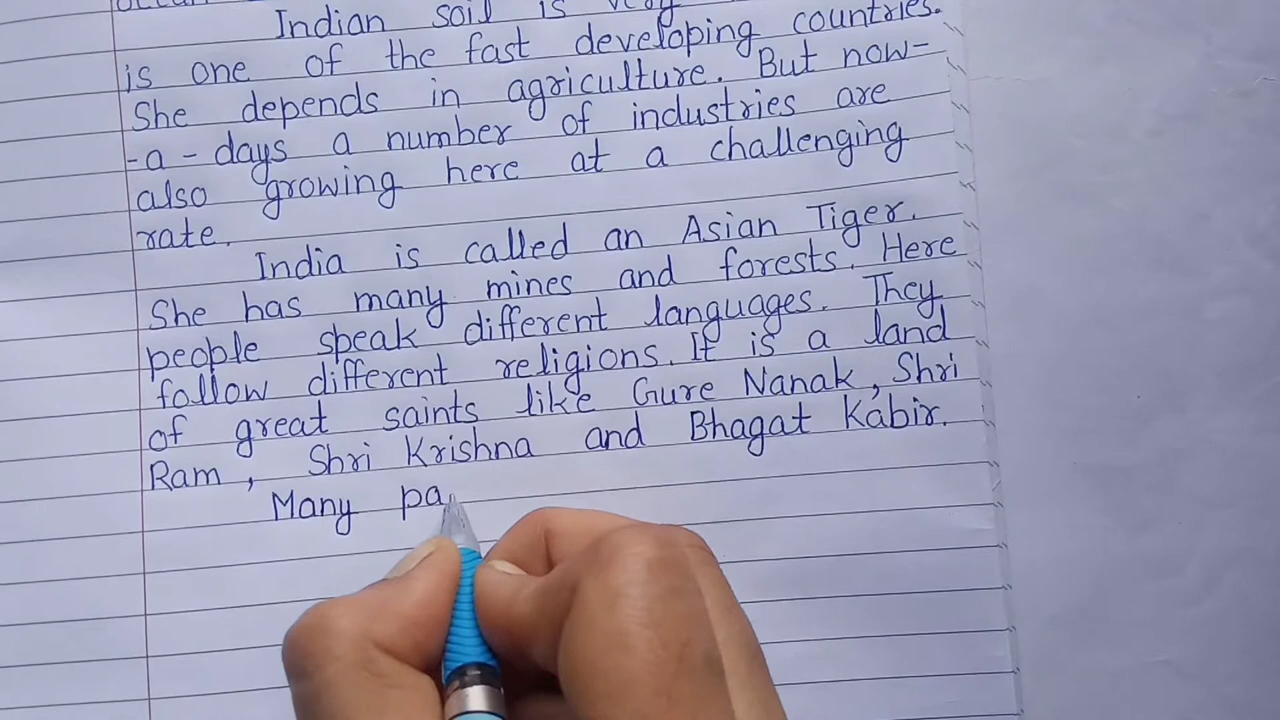 Indian soil is very
is one of the fast developing countries.
She depends in agriculture. But now-
-a-days a number of industries are
also growing here at a challenging
rate.
India is called an Asian Tiger.
She has many mines and forests. Here
people speak different languages. They
follow different religions. It is a land
of great saints like Gure Nanak, Shri
Ram, Shri Krishna and Bhagat Kabir.
Many pa